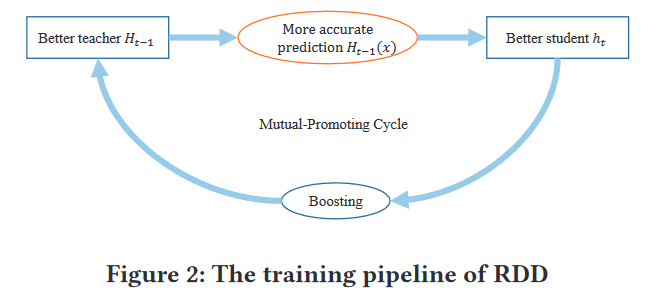 Better teacher H_{t−1}
More accurate
prediction H_{t−1}(x)
Better student h_t
Mutual-Promoting Cycle
Boosting
Figure 2: The training pipeline of RDD